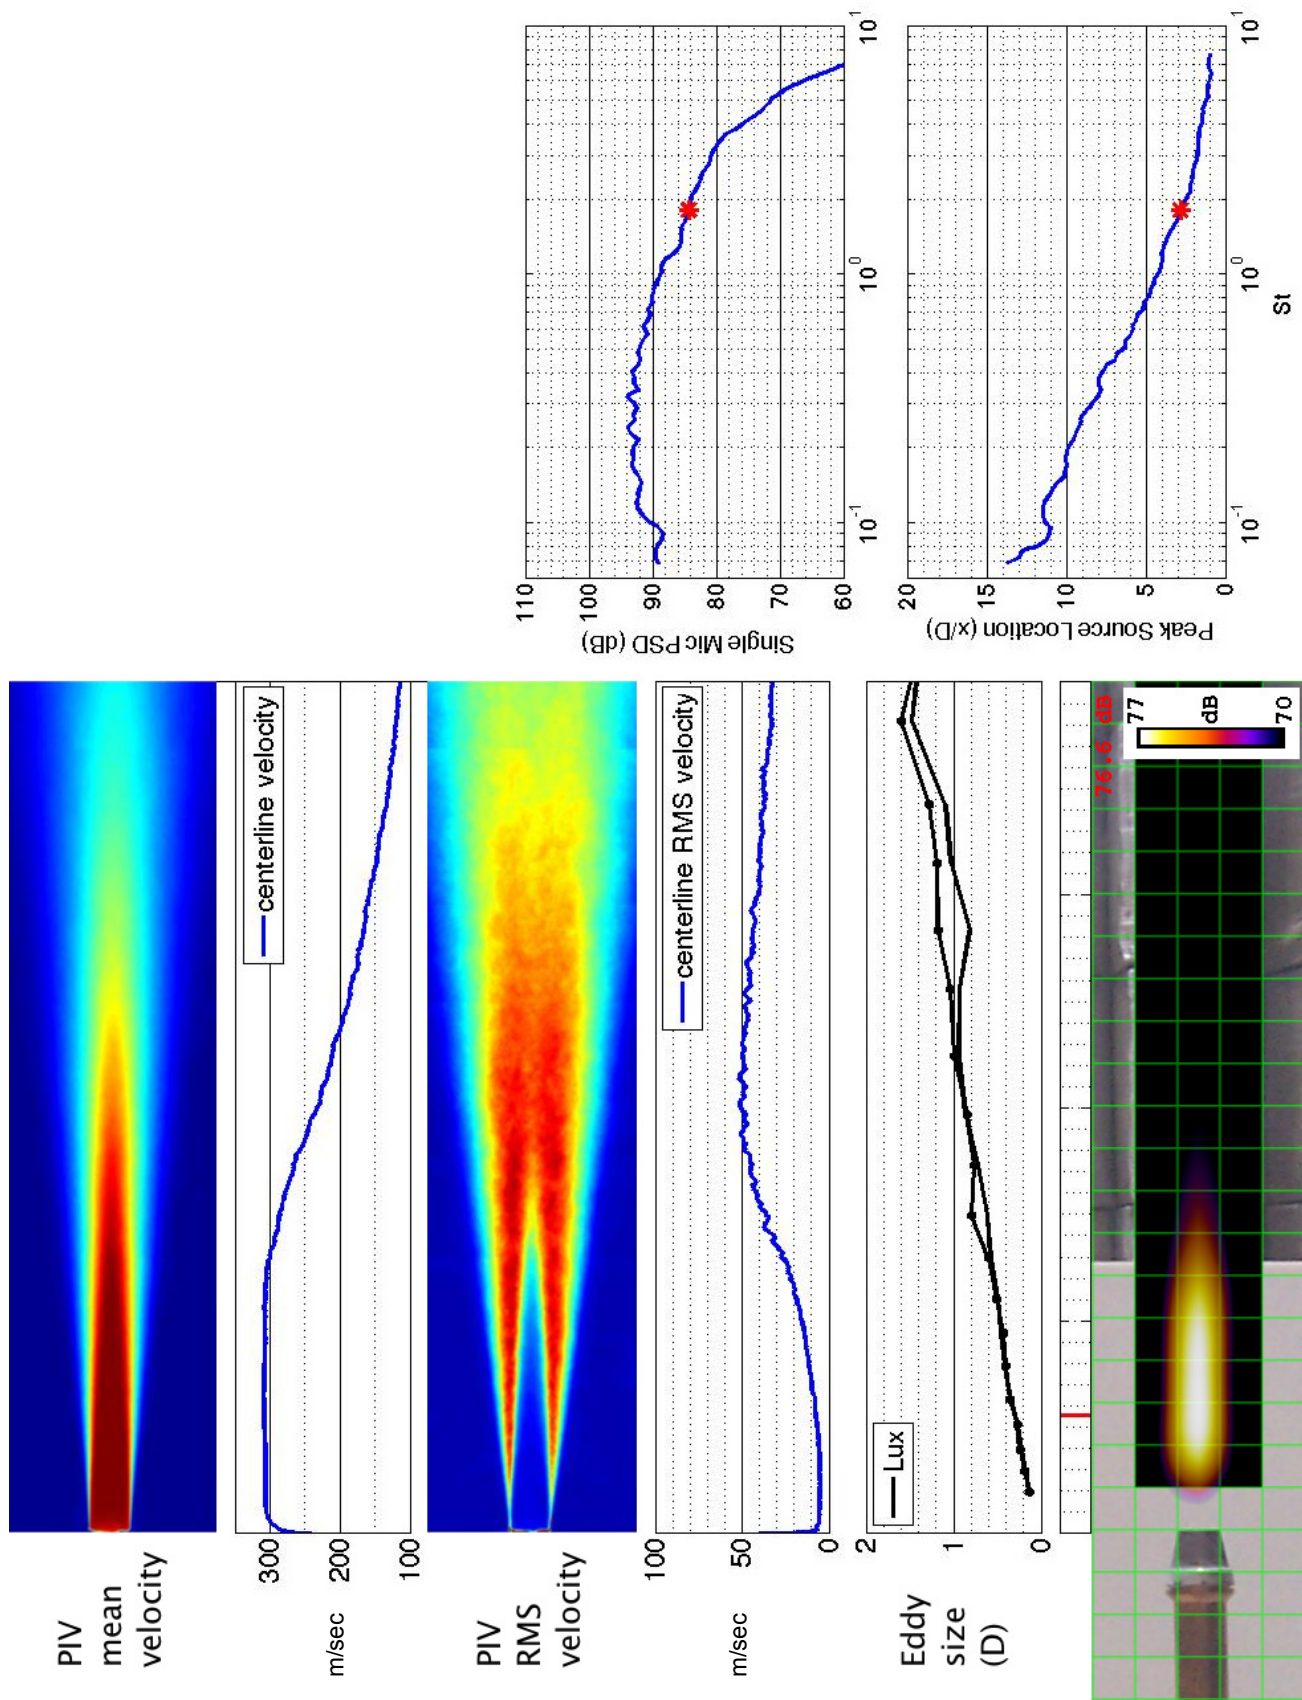 PIV
mean
velocity
300
200
100
m/sec
centerline velocity
PIV
RMS
velocity
100
50
0
m/sec
centerline RMS velocity
Eddy
size
(D)
2
1
0
Lux
76.6 dB
77
dB
70
110
100
90
80
70
60
Single Mic PSD (dB)
10⁻¹
10⁰
10¹
20
15
10
5
0
Peak Source Location (x/D)
10⁻¹
10⁰
10¹
St